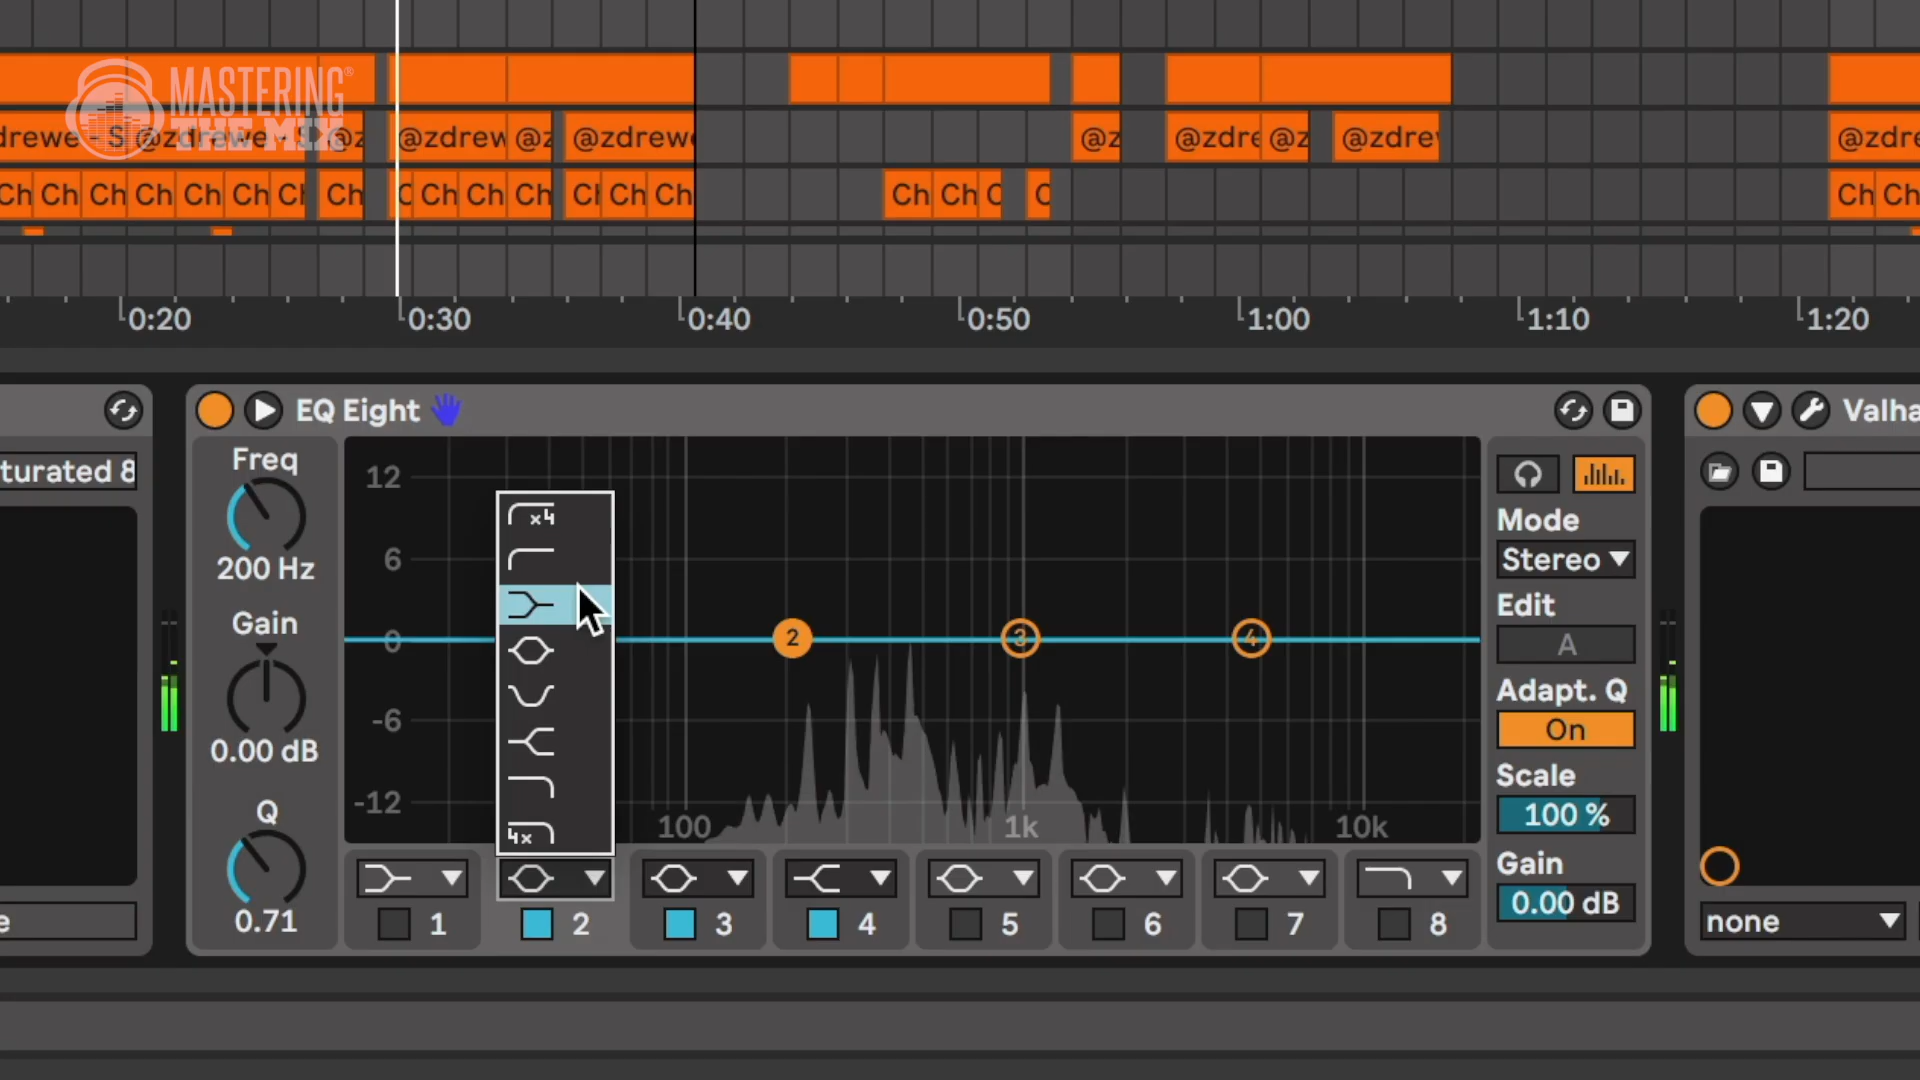 MASTERING®
THE MIX
drewe - S @zdrewe - S @z @zdrew @z @zdrewe @z @zdre @z @zdrew @zdre
Ch Ch Ch Ch Ch Ch Ch Ch C Ch Ch Ch Ch Ch Ch Ch Ch C C Ch Ch
0:20 0:30 0:40 0:50 1:00 1:10 1:20
EQ Eight
Valha
turated 8
Freq
200 Hz
Gain
0.00 dB
Q
0.71
12
6
0
-6
-12
x4
4x
2 3 4
100 1k 10k
1 2 3 4 5 6 7 8
Mode
Stereo
Edit
A
Adapt. Q
On
Scale
100 %
Gain
0.00 dB
e
none